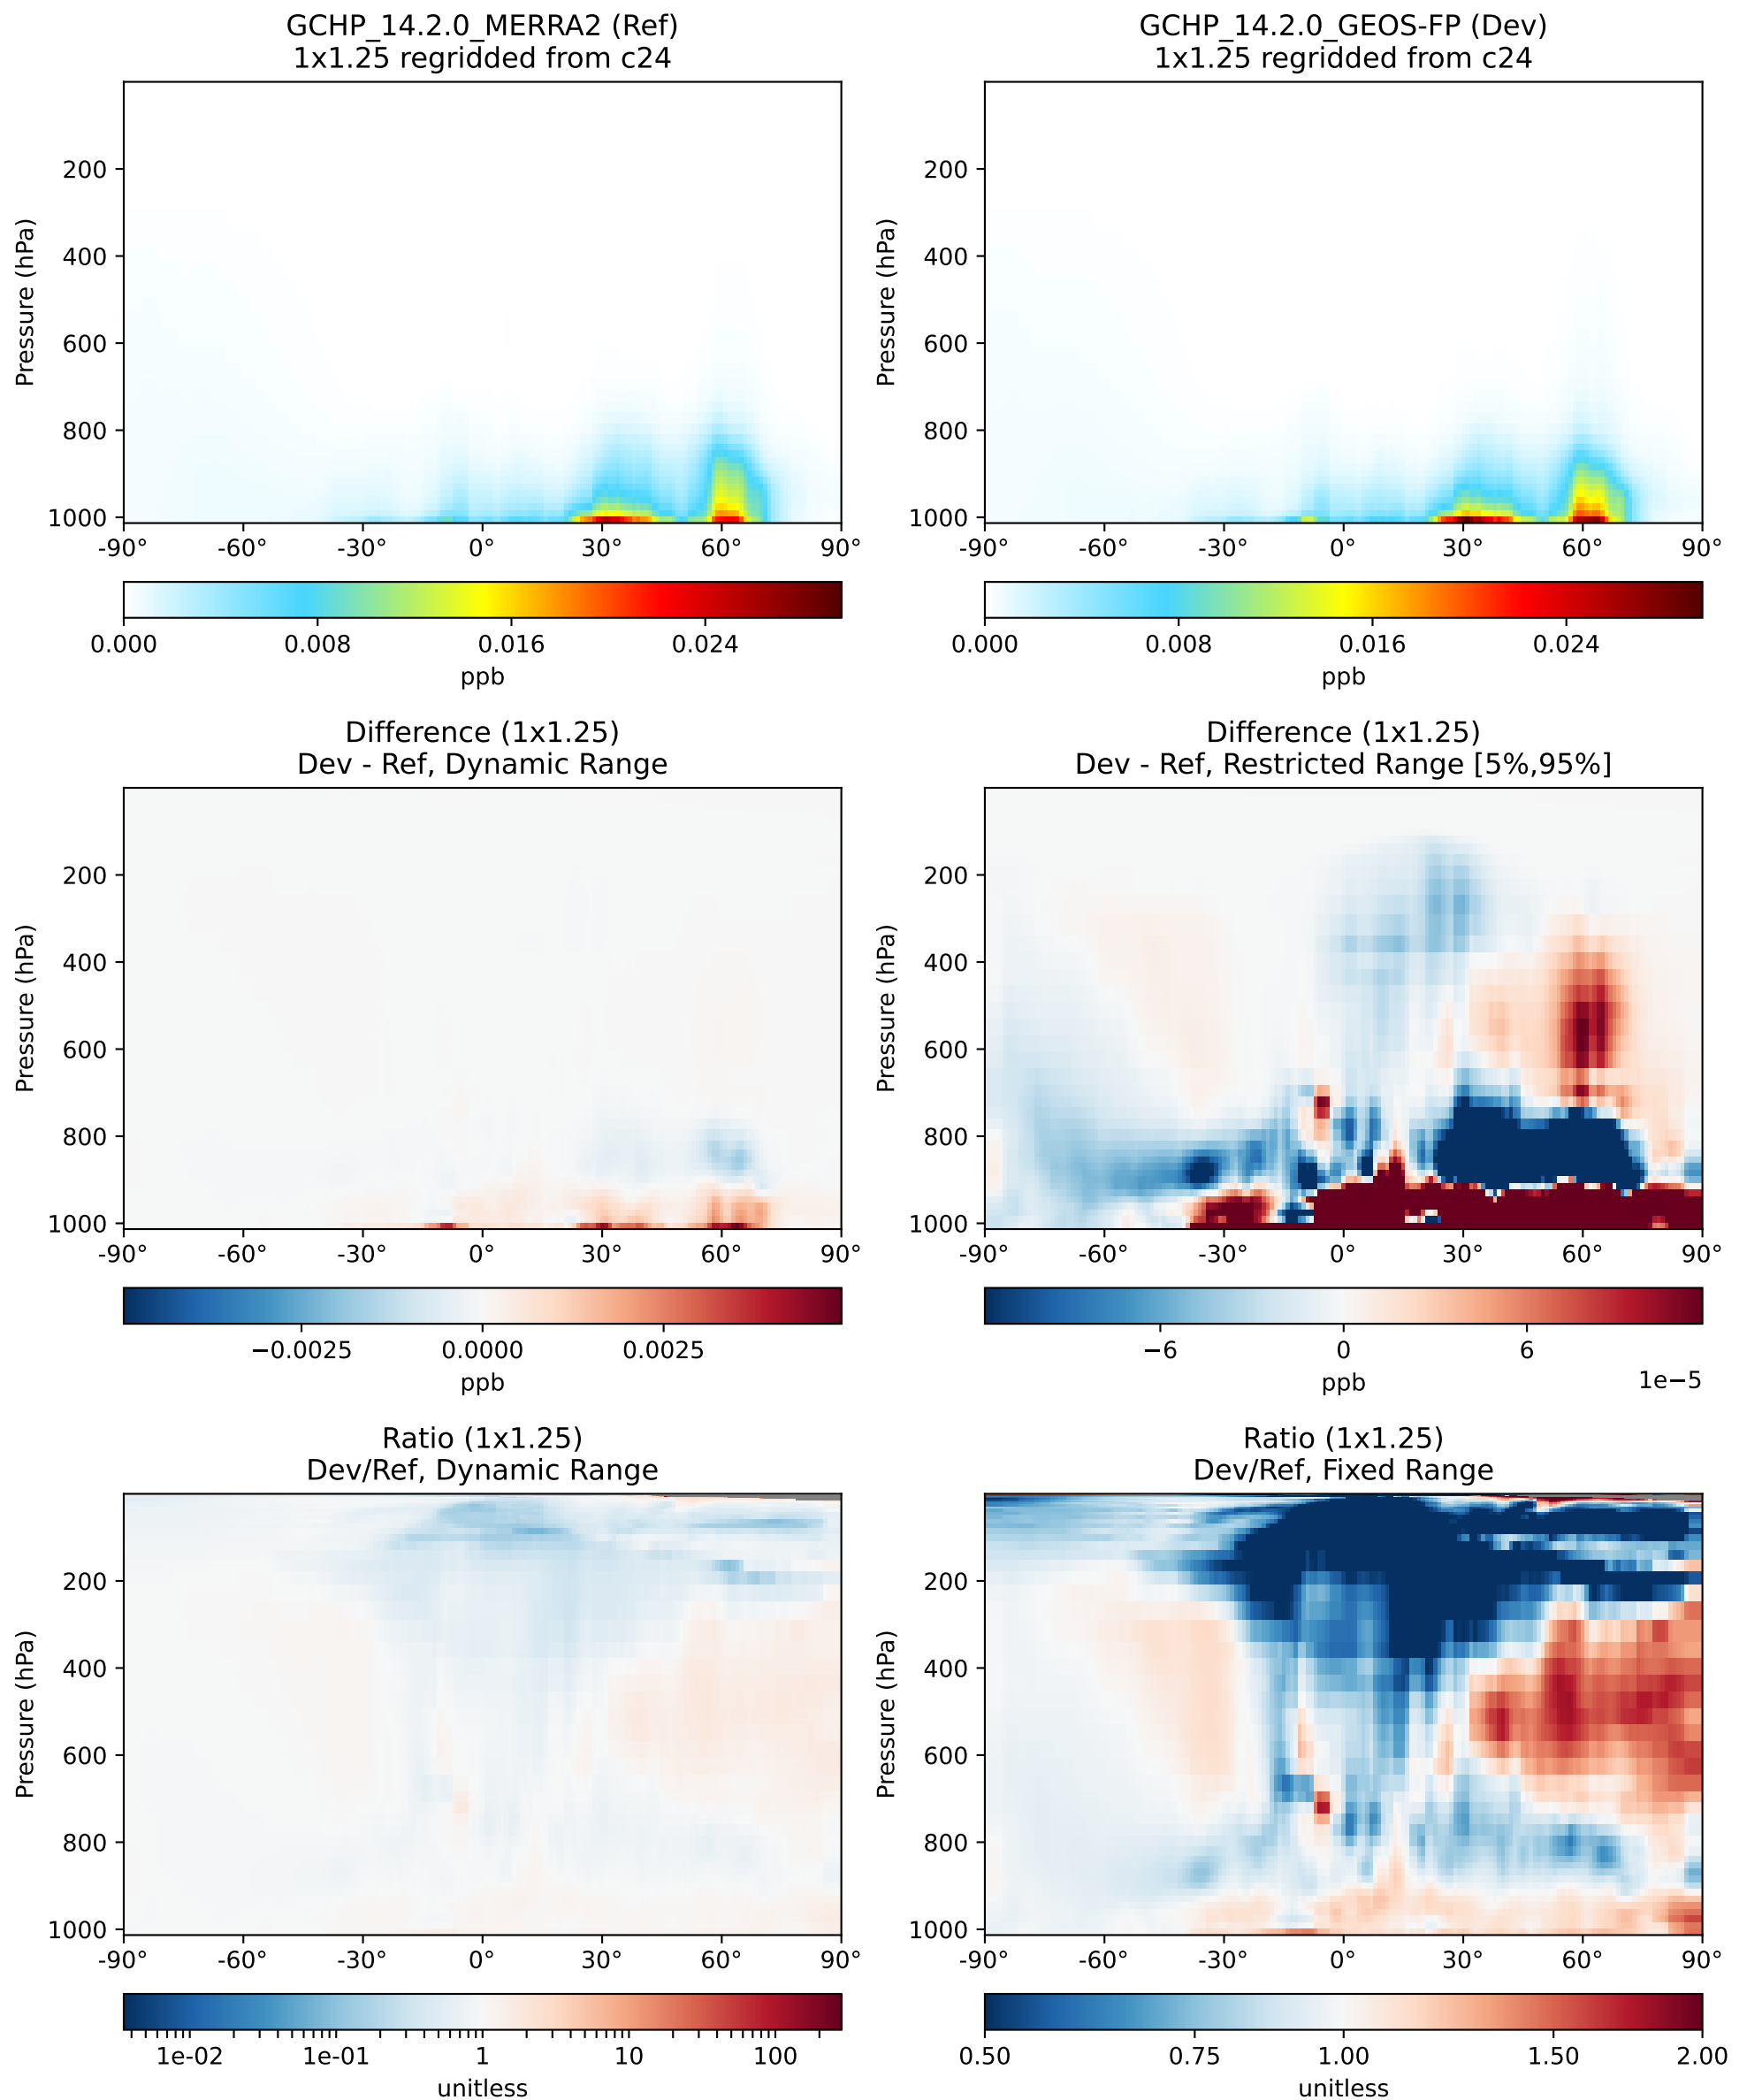 GCHP_14.2.0_MERRA2 (Ref)
1x1.25 regridded from c24
Pressure (hPa)
200
400
600
800
1000
-90° -60° -30° 0° 30° 60° 90°
0.000 0.008 0.016 0.024
ppb
GCHP_14.2.0_GEOS-FP (Dev)
1x1.25 regridded from c24
Pressure (hPa)
200
400
600
800
1000
-90° -60° -30° 0° 30° 60° 90°
0.000 0.008 0.016 0.024
ppb
Difference (1x1.25)
Dev - Ref, Dynamic Range
Pressure (hPa)
200
400
600
800
1000
-90° -60° -30° 0° 30° 60° 90°
−0.0025 0.0000 0.0025
ppb
Difference (1x1.25)
Dev - Ref, Restricted Range [5%,95%]
Pressure (hPa)
200
400
600
800
1000
-90° -60° -30° 0° 30° 60° 90°
−6 0 6
ppb
1e−5
Ratio (1x1.25)
Dev/Ref, Dynamic Range
Pressure (hPa)
200
400
600
800
1000
-90° -60° -30° 0° 30° 60° 90°
1e-02 1e-01 1 10 100
unitless
Ratio (1x1.25)
Dev/Ref, Fixed Range
Pressure (hPa)
200
400
600
800
1000
-90° -60° -30° 0° 30° 60° 90°
0.50 0.75 1.00 1.50 2.00
unitless